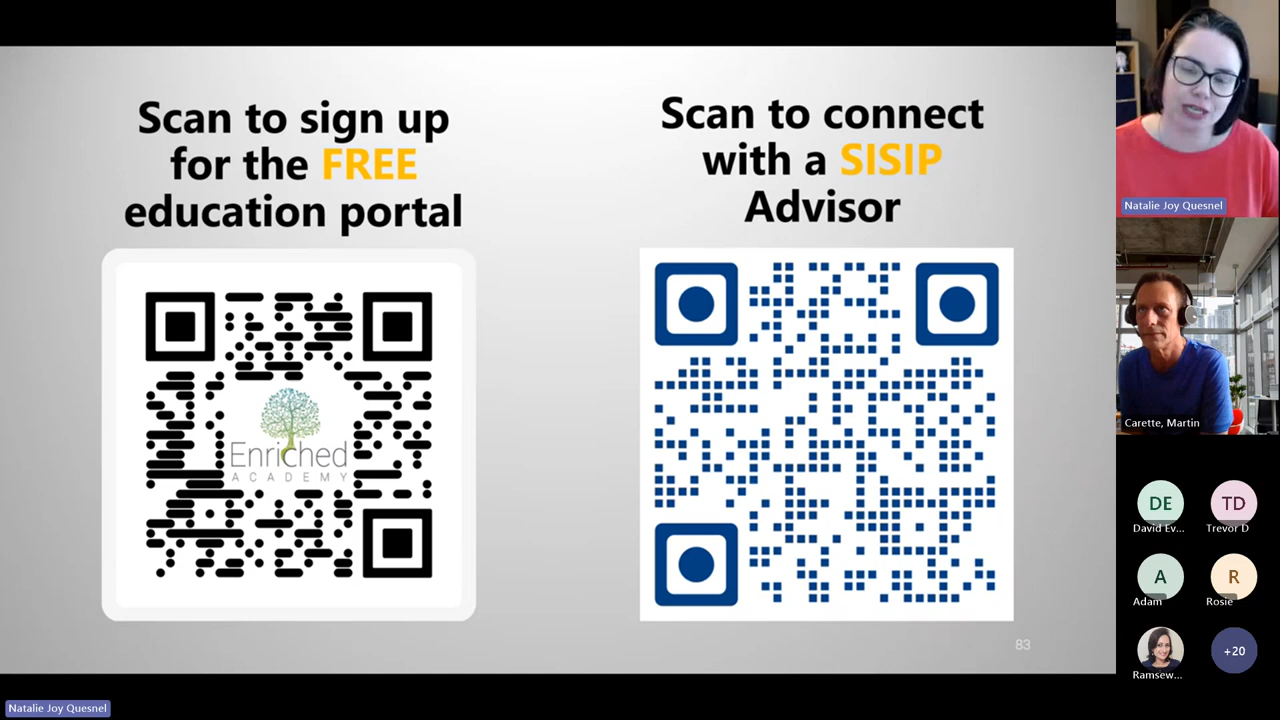 Scan to sign up
for the FREE
education portal
Scan to connect
with a SISIP
Advisor
Enriched
ACADEMY
83
Natalie Joy Quesnel
Carette, Martin
DE
David Ev...
TD
Trevor D
A
Adam
R
Rosie
Ramsew...
+20
Natalie Joy Quesnel